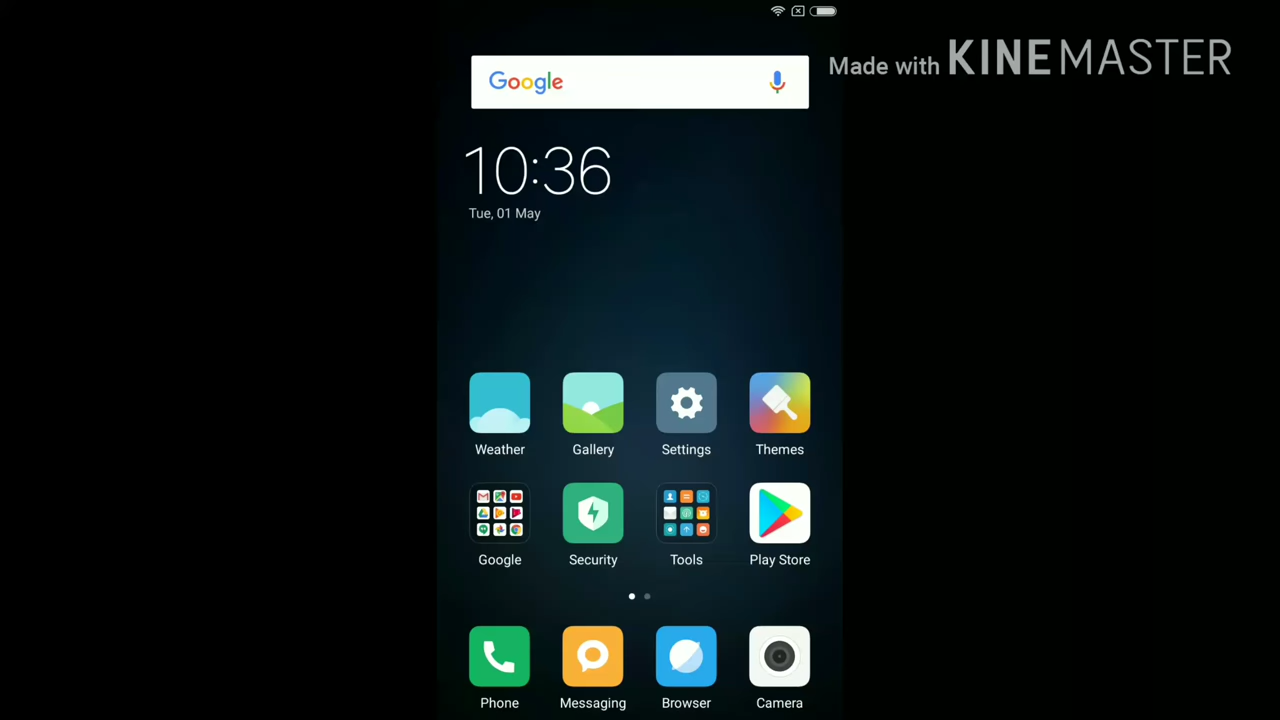 Made with KINEMASTER
Google
10:36
Tue, 01 May
Weather Gallery Settings Themes
Google Security Tools Play Store
Phone Messaging Browser Camera